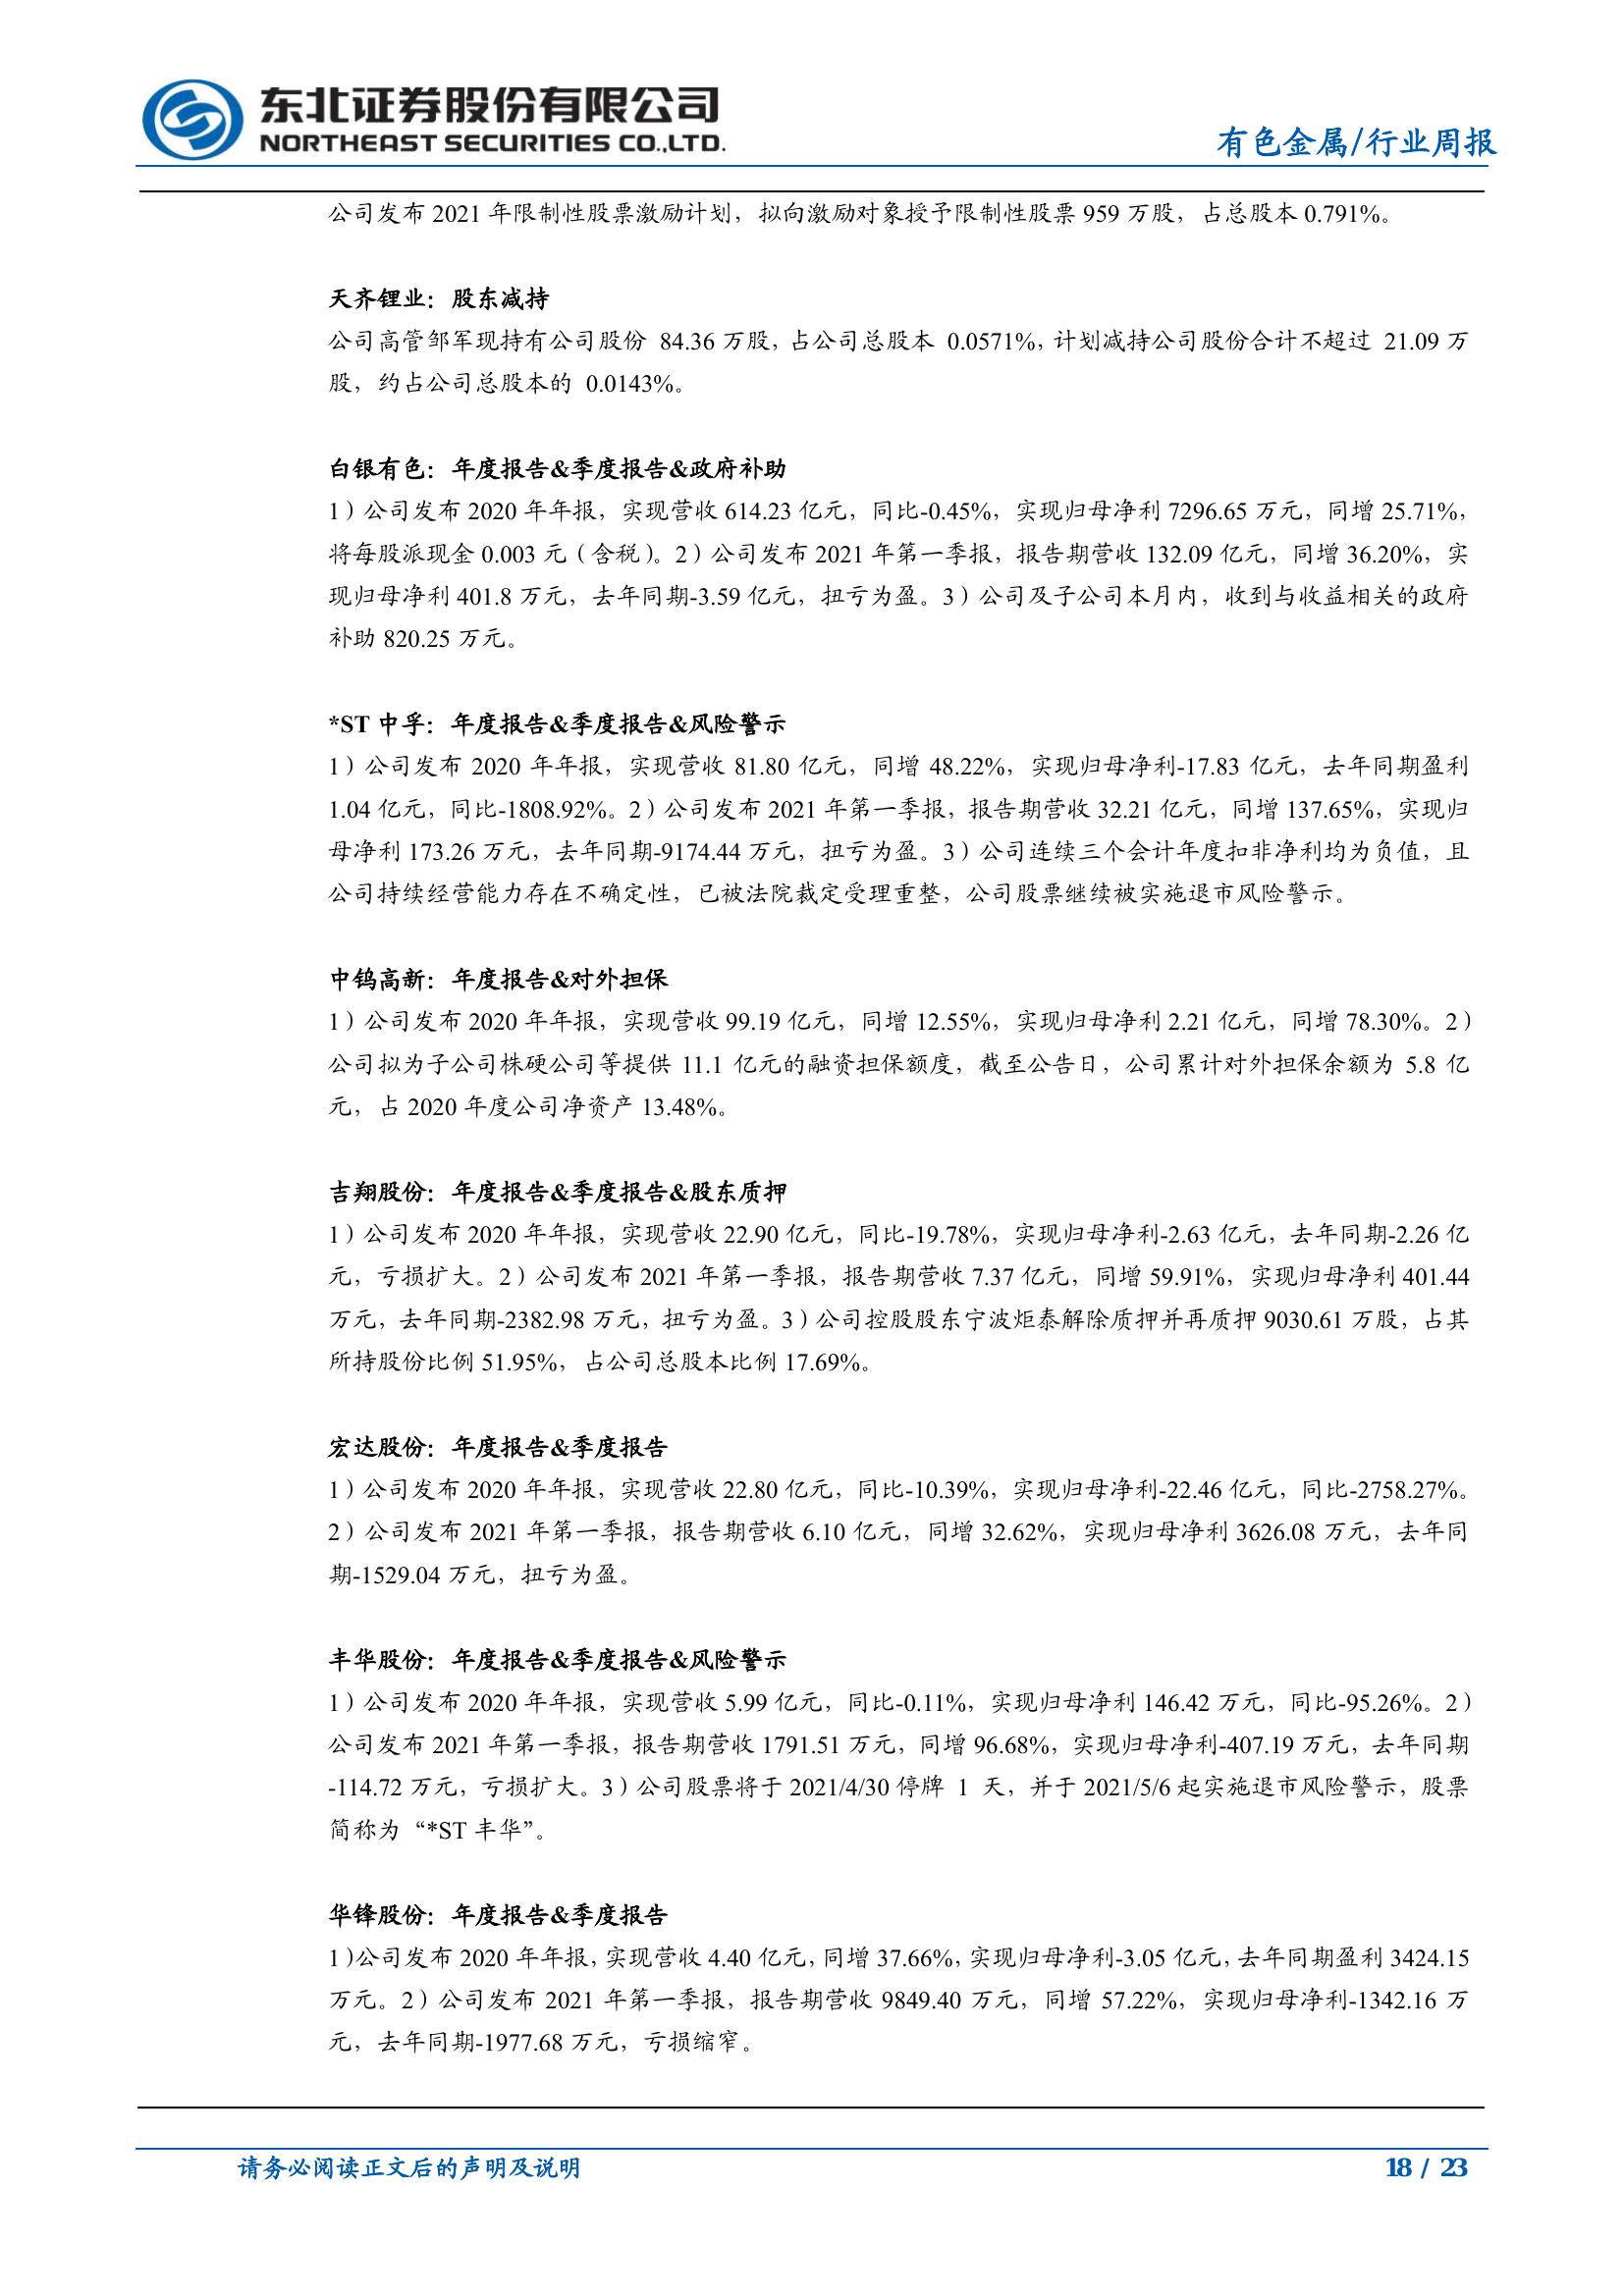 东北证券股份有限公司
NORTHEAST SECURITIES CO.,LTD.
有色金属/行业周报
公司发布 2021 年限制性股票激励计划，拟向激励对象授予限制性股票 959 万股，占总股本 0.791%。
天齐锂业：股东减持
公司高管邹军现持有公司股份 84.36 万股，占公司总股本 0.0571%，计划减持公司股份合计不超过 21.09 万
股，约占公司总股本的 0.0143%。
白银有色：年度报告&季度报告&政府补助
1）公司发布 2020 年年报，实现营收 614.23 亿元，同比-0.45%，实现归母净利 7296.65 万元，同增 25.71%，
将每股派现金 0.003 元（含税）。2）公司发布 2021 年第一季报，报告期营收 132.09 亿元，同增 36.20%，实
现归母净利 401.8 万元，去年同期-3.59 亿元，扭亏为盈。3）公司及子公司本月内，收到与收益相关的政府
补助 820.25 万元。
*ST 中孚：年度报告&季度报告&风险警示
1）公司发布 2020 年年报，实现营收 81.80 亿元，同增 48.22%，实现归母净利-17.83 亿元，去年同期盈利
1.04 亿元，同比-1808.92%。2）公司发布 2021 年第一季报，报告期营收 32.21 亿元，同增 137.65%，实现归
母净利 173.26 万元，去年同期-9174.44 万元，扭亏为盈。3）公司连续三个会计年度扣非净利均为负值，且
公司持续经营能力存在不确定性，已被法院裁定受理重整，公司股票继续被实施退市风险警示。
中钨高新：年度报告&对外担保
1）公司发布 2020 年年报，实现营收 99.19 亿元，同增 12.55%，实现归母净利 2.21 亿元，同增 78.30%。2）
公司拟为子公司株硬公司等提供 11.1 亿元的融资担保额度，截至公告日，公司累计对外担保余额为 5.8 亿
元，占 2020 年度公司净资产 13.48%。
吉翔股份：年度报告&季度报告&股东质押
1）公司发布 2020 年年报，实现营收 22.90 亿元，同比-19.78%，实现归母净利-2.63 亿元，去年同期-2.26 亿
元，亏损扩大。2）公司发布 2021 年第一季报，报告期营收 7.37 亿元，同增 59.91%，实现归母净利 401.44
万元，去年同期-2382.98 万元，扭亏为盈。3）公司控股股东宁波炬泰解除质押并再质押 9030.61 万股，占其
所持股份比例 51.95%，占公司总股本比例 17.69%。
宏达股份：年度报告&季度报告
1）公司发布 2020 年年报，实现营收 22.80 亿元，同比-10.39%，实现归母净利-22.46 亿元，同比-2758.27%。
2）公司发布 2021 年第一季报，报告期营收 6.10 亿元，同增 32.62%，实现归母净利 3626.08 万元，去年同
期-1529.04 万元，扭亏为盈。
丰华股份：年度报告&季度报告&风险警示
1）公司发布 2020 年年报，实现营收 5.99 亿元，同比-0.11%，实现归母净利 146.42 万元，同比-95.26%。2）
公司发布 2021 年第一季报，报告期营收 1791.51 万元，同增 96.68%，实现归母净利-407.19 万元，去年同期
-114.72 万元，亏损扩大。3）公司股票将于 2021/4/30 停牌 1 天，并于 2021/5/6 起实施退市风险警示，股票
简称为“*ST 丰华”。
华锋股份：年度报告&季度报告
1）公司发布 2020 年年报，实现营收 4.40 亿元，同增 37.66%，实现归母净利-3.05 亿元，去年同期盈利 3424.15
万元。2）公司发布 2021 年第一季报，报告期营收 9849.40 万元，同增 57.22%，实现归母净利-1342.16 万
元，去年同期-1977.68 万元，亏损缩窄。
请务必阅读正文后的声明及说明
18 / 23